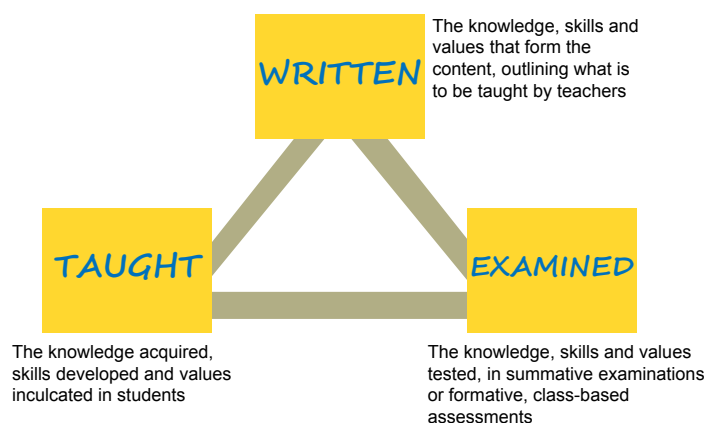 WRITTEN
The knowledge, skills and
values that form the
content, outlining what is
to be taught by teachers
TAUGHT
The knowledge acquired,
skills developed and values
inculcated in students
EXAMINED
The knowledge, skills and values
tested, in summative examinations
or formative, class-based
assessments